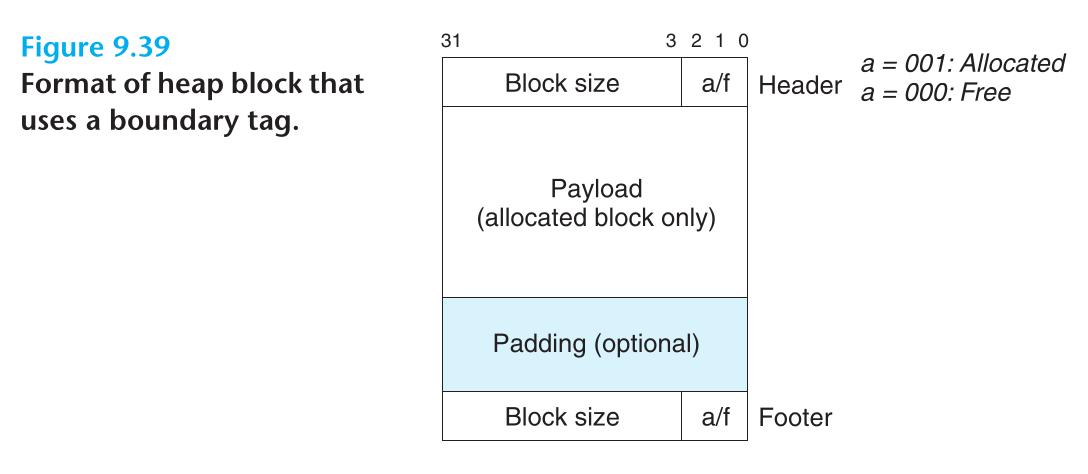 Figure 9.39
Format of heap block that
uses a boundary tag.
31 3 2 1 0
Block size a/f Header
a = 001: Allocated
a = 000: Free
Payload
(allocated block only)
Padding (optional)
Block size a/f Footer